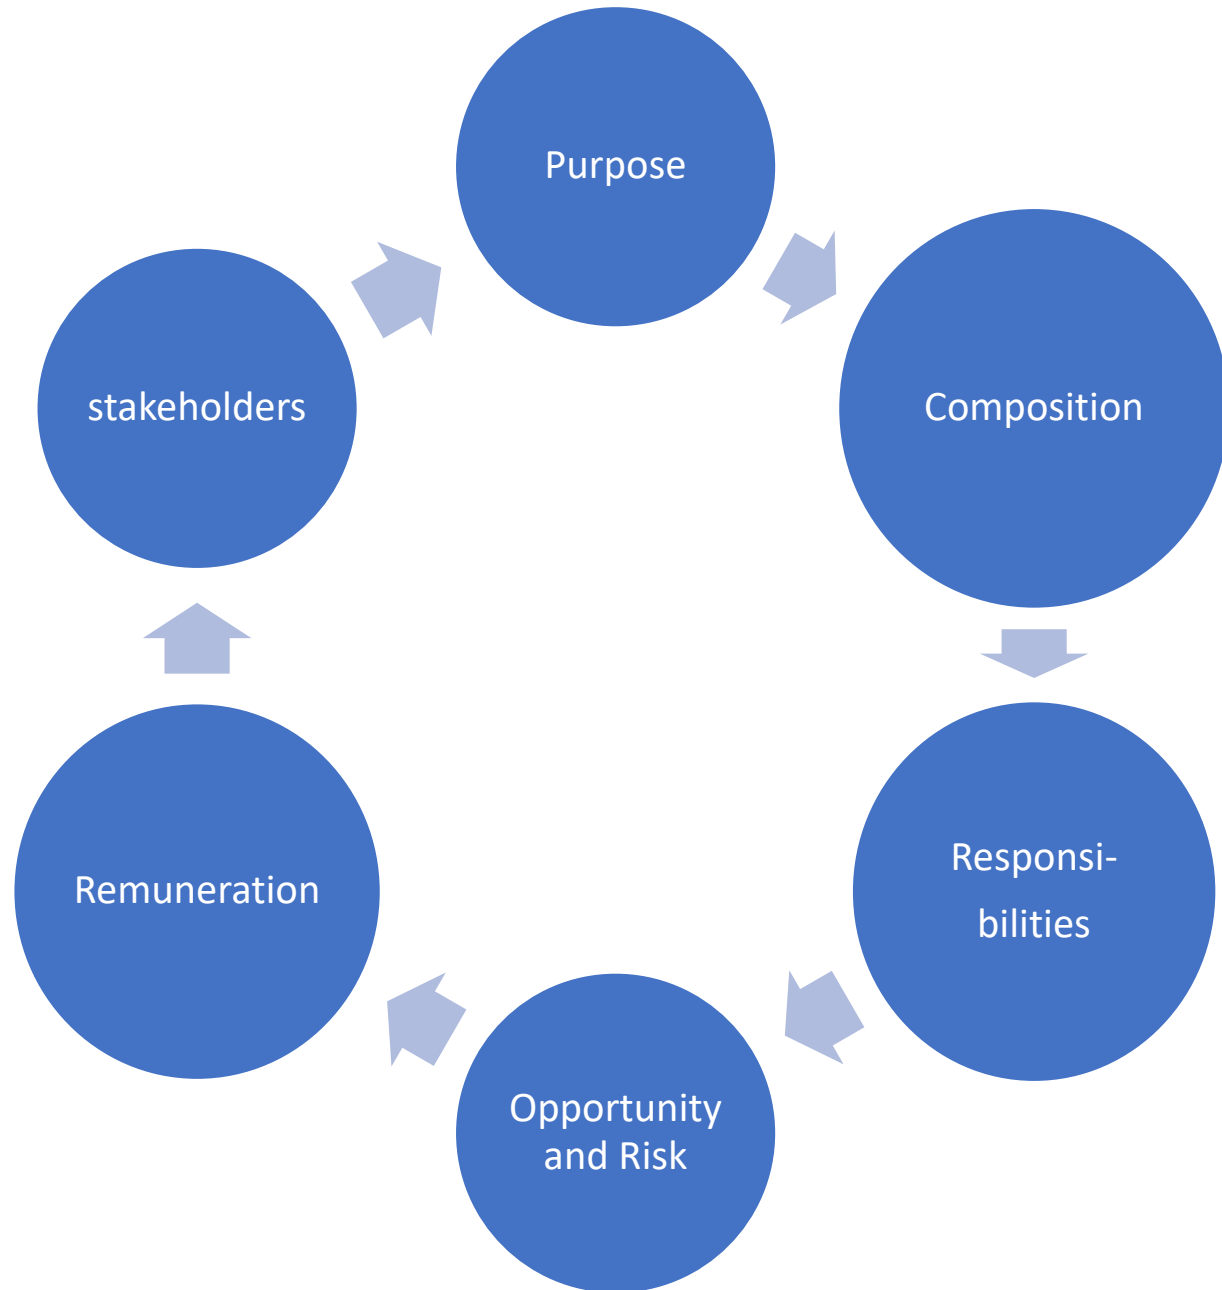 Purpose
Composition
Responsi-
bilities
Opportunity
and Risk
Remuneration
stakeholders